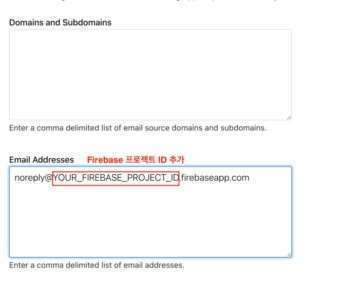 Domains and Subdomains
Enter a comma delimited list of email source domains and subdomains.
Email Addresses Firebase 프로젝트 ID 추가
noreply@YOUR_FIREBASE_PROJECT_ID.firebaseapp.com
Enter a comma delimited list of email addresses.